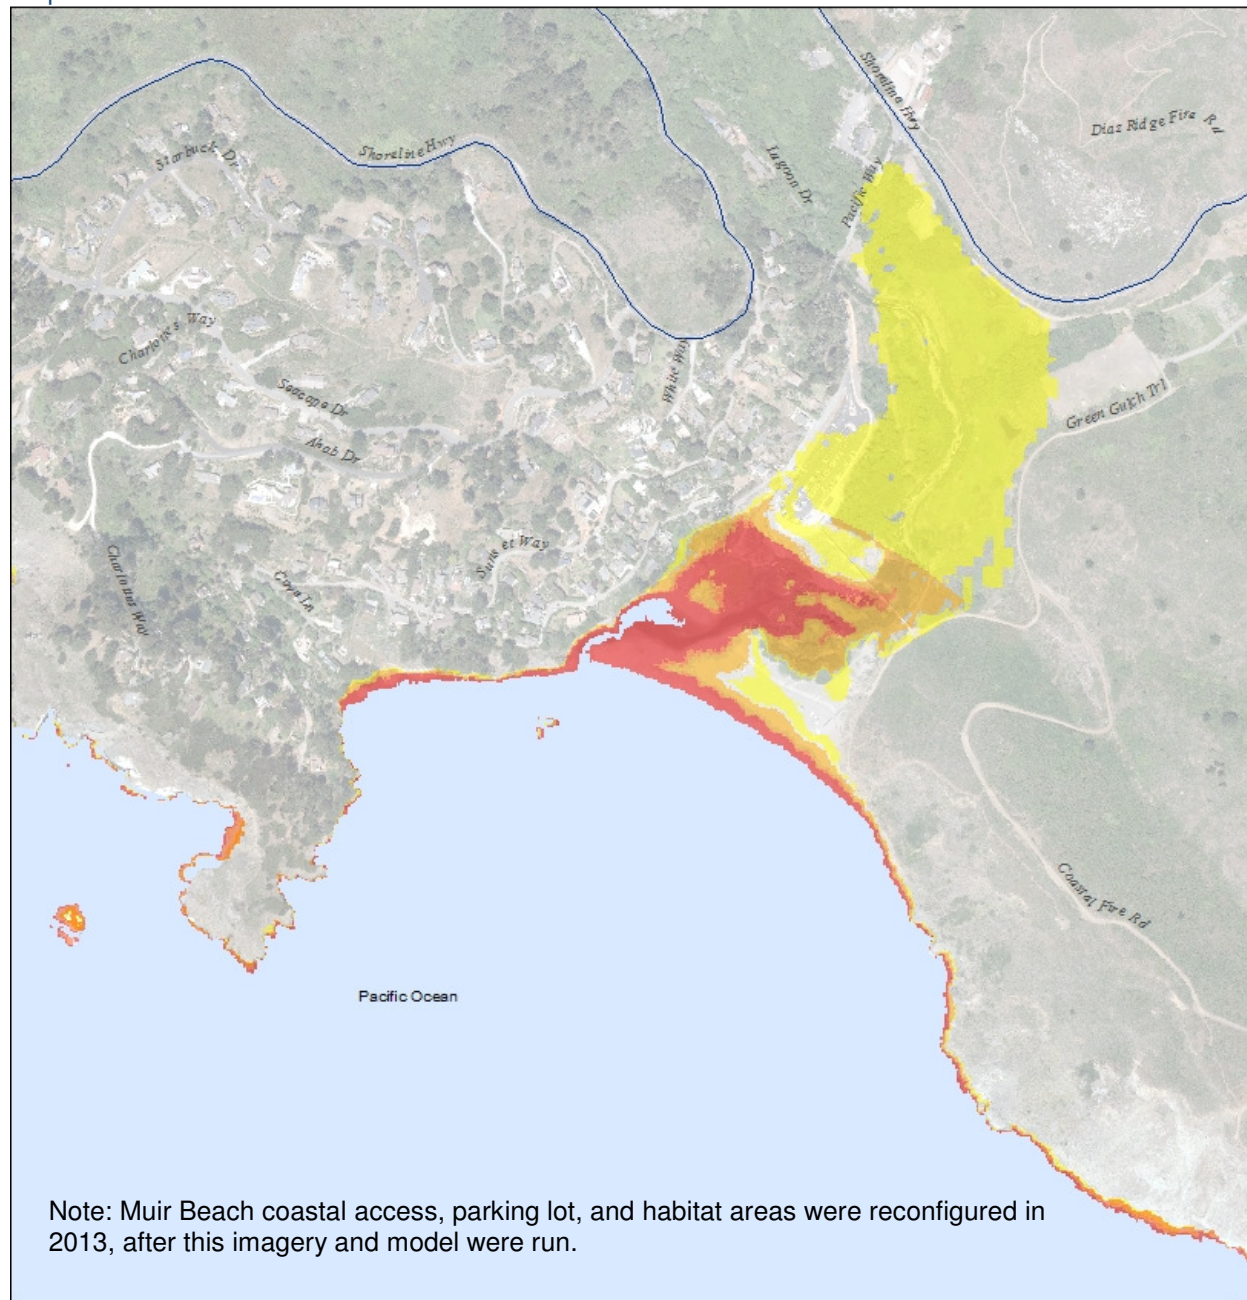 Shoreline Hwy
Diaz Ridge Fire Rd
Starbuck Dr
Shoreline Hwy
Lagoon Dr
Pacific Way
Charlotte's Way
White Way
Seacape Dr
Green Gulch Trl
Ahab Dr
Sunset Way
Charlottes Way
Cove Ln
Coastal Fire Rd
Pacific Ocean
Note: Muir Beach coastal access, parking lot, and habitat areas were reconfigured in
2013, after this imagery and model were run.